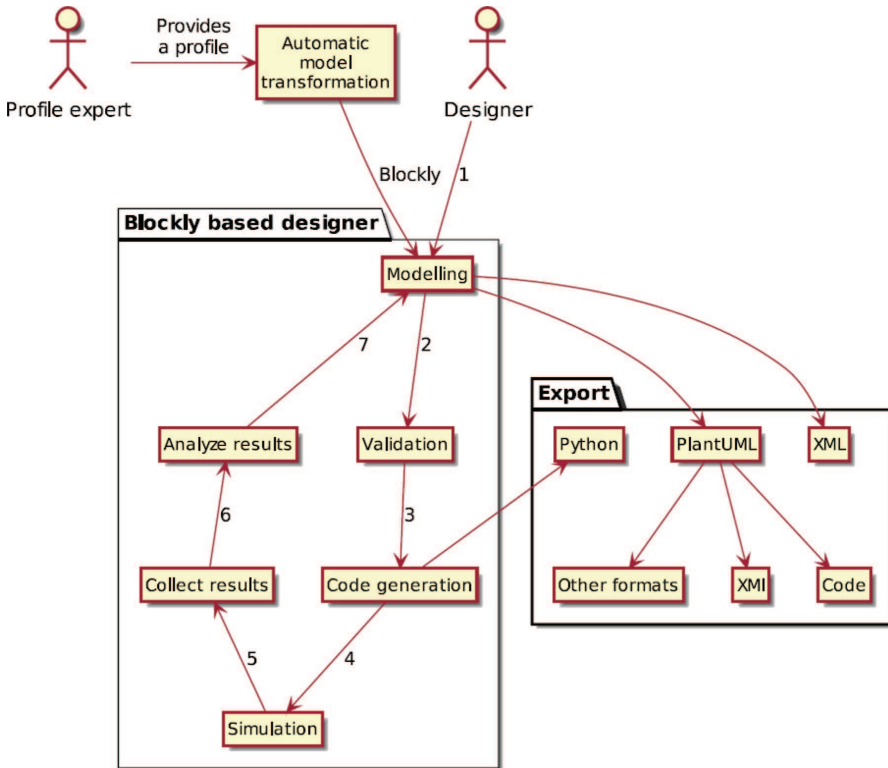 Provides
a profile
Automatic
model
transformation
Profile expert
Designer
Blockly
1
Blockly based designer
Modelling
7
2
Export
Analyze results
Validation
Python
PlantUML
XML
6
3
Collect results
Code generation
Other formats
XMI
Code
5
4
Simulation